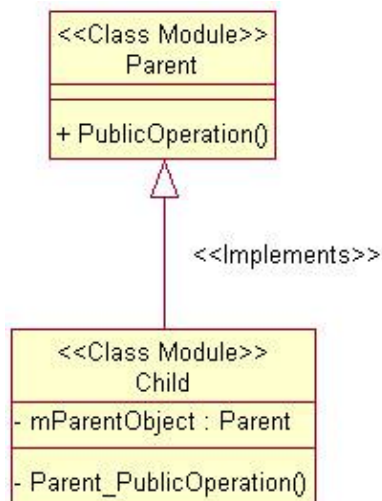 <<Class Module>>
Parent
+ PublicOperation()
<<Implements>>
<<Class Module>>
Child
- mParentObject : Parent
- Parent_PublicOperation()